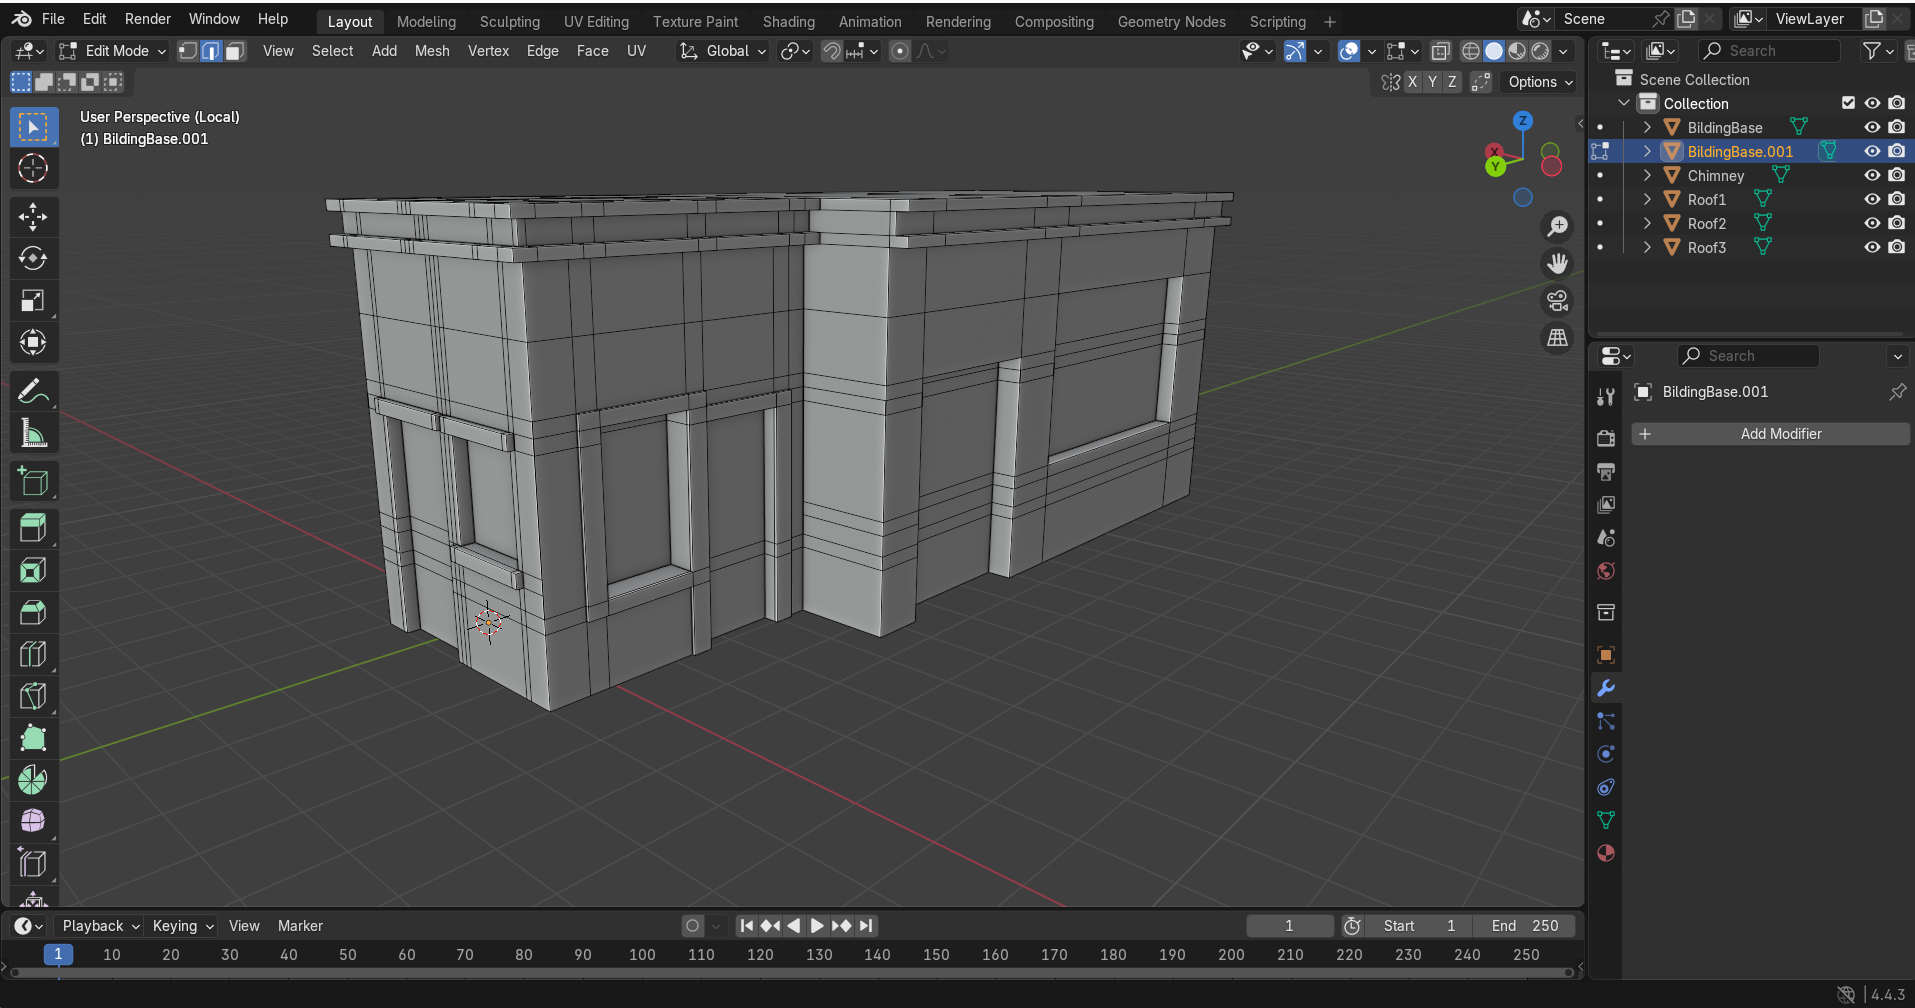 File Edit Render Window Help Layout Modeling Sculpting UV Editing Texture Paint Shading Animation Rendering Compositing Geometry Nodes Scripting + Scene ViewLayer
Edit Mode View Select Add Mesh Vertex Edge Face UV Global Search
X Y Z Options
User Perspective (Local)
(1) BildingBase.001
Z
X
Y
Scene Collection
Collection
BildingBase
BildingBase.001
Chimney
Roof1
Roof2
Roof3
Search
BildingBase.001
+ Add Modifier
Playback Keying View Marker 1 Start 1 End 250
1 10 20 30 40 50 60 70 80 90 100 110 120 130 140 150 160 170 180 190 200 210 220 230 240 250
4.4.3